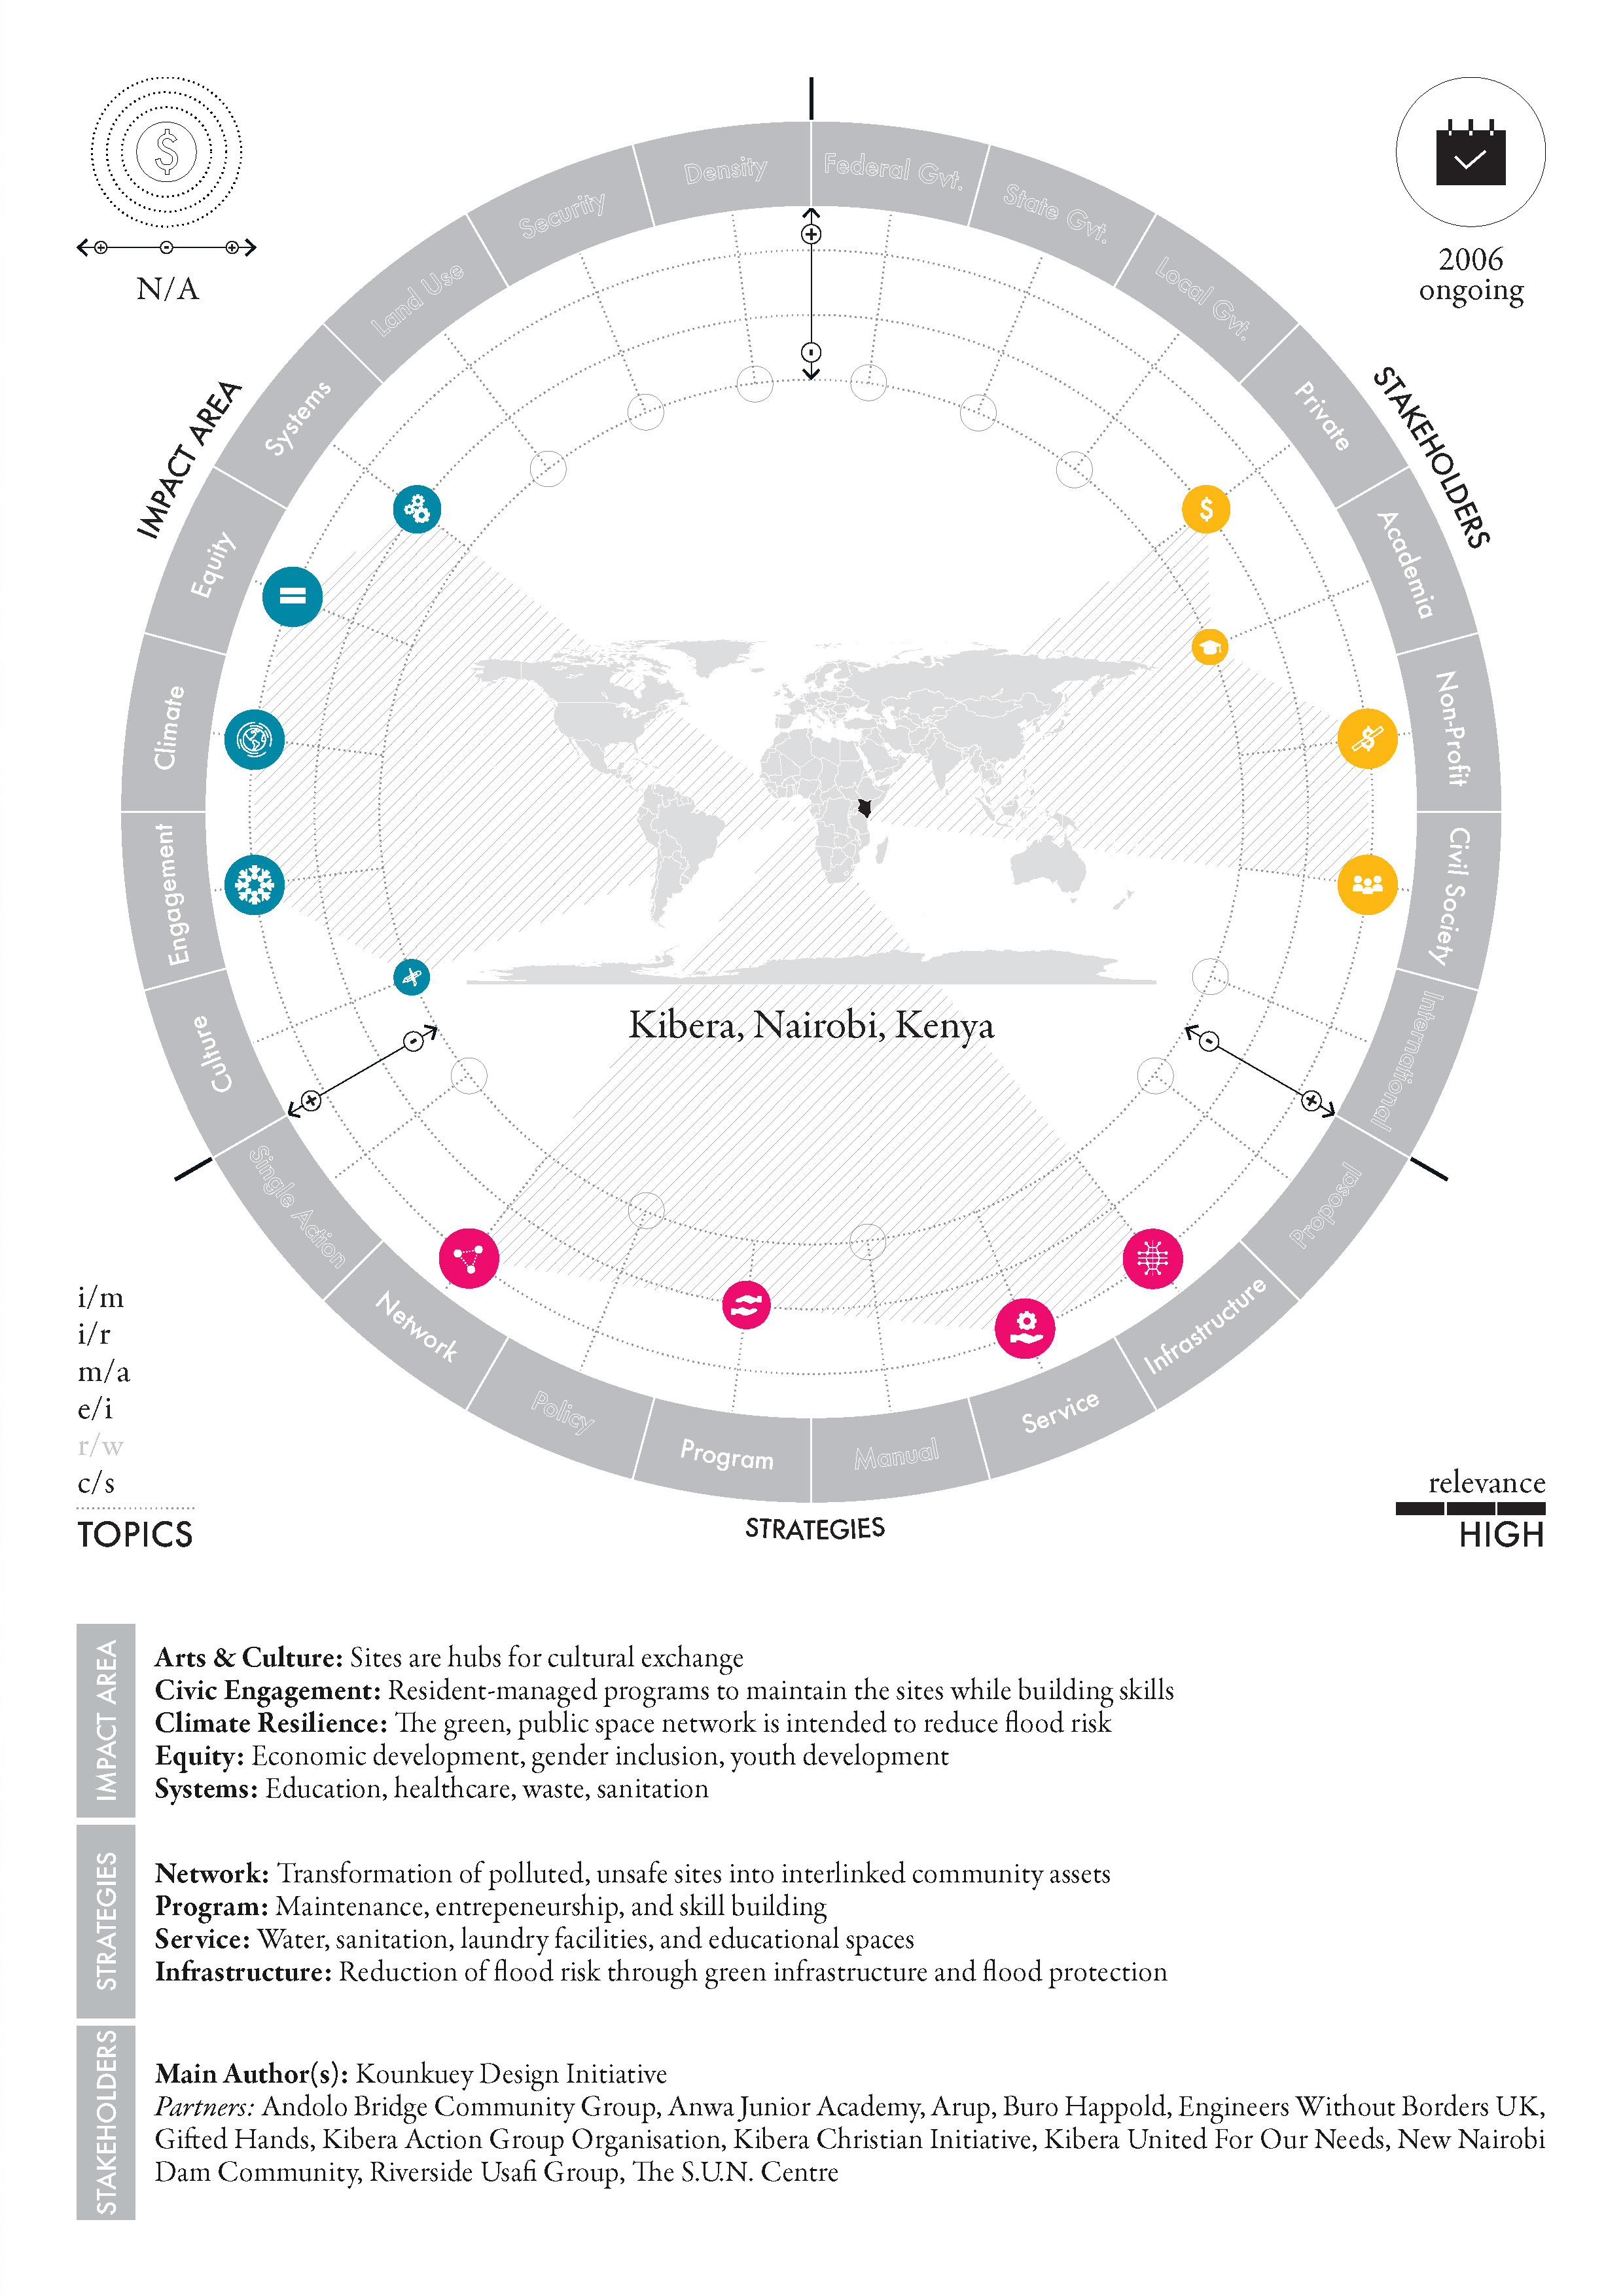 $
N/A
2006
ongoing
IMPACT AREA
STAKEHOLDERS
Density
Federal Gvt.
State Gvt.
Local Gvt.
Private
Academia
Non-Profit
Civil Society
International
Proposal
Infrastructure
Service
Manual
Program
Policy
Network
Single Action
Culture
Engagement
Climate
Equity
Systems
Land Use
Security
$
$
Kibera, Nairobi, Kenya
i/m
i/r
m/a
e/i
r/w
c/s
TOPICS
STRATEGIES
relevance
HIGH
IMPACT AREA
Arts & Culture: Sites are hubs for cultural exchange
Civic Engagement: Resident-managed programs to maintain the sites while building skills
Climate Resilience: The green, public space network is intended to reduce flood risk
Equity: Economic development, gender inclusion, youth development
Systems: Education, healthcare, waste, sanitation
STRATEGIES
Network: Transformation of polluted, unsafe sites into interlinked community assets
Program: Maintenance, entrepeneurship, and skill building
Service: Water, sanitation, laundry facilities, and educational spaces
Infrastructure: Reduction of flood risk through green infrastructure and flood protection
STAKEHOLDERS
Main Author(s): Kounkuey Design Initiative
Partners: Andolo Bridge Community Group, Anwa Junior Academy, Arup, Buro Happold, Engineers Without Borders UK,
Gifted Hands, Kibera Action Group Organisation, Kibera Christian Initiative, Kibera United For Our Needs, New Nairobi
Dam Community, Riverside Usafi Group, The S.U.N. Centre